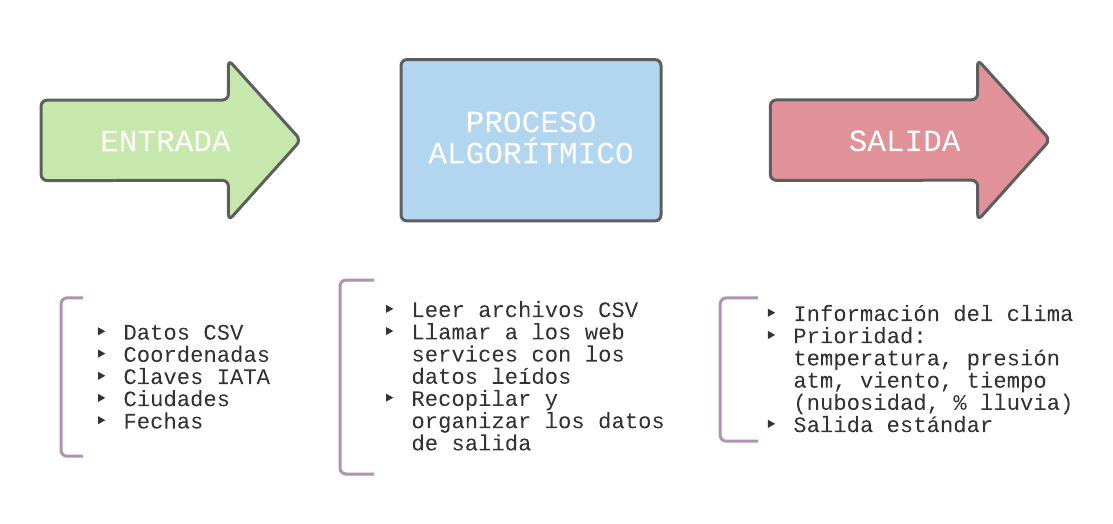 ENTRADA
PROCESO
ALGORÍTMICO
SALIDA
‣ Datos CSV
‣ Coordenadas
‣ Claves IATA
‣ Ciudades
‣ Fechas
‣ Leer archivos CSV
‣ Llamar a los web
services con los
datos leídos
‣ Recopilar y
organizar los datos
de salida
‣ Información del clima
‣ Prioridad:
temperatura, presión
atm, viento, tiempo
(nubosidad, % lluvia)
‣ Salida estándar